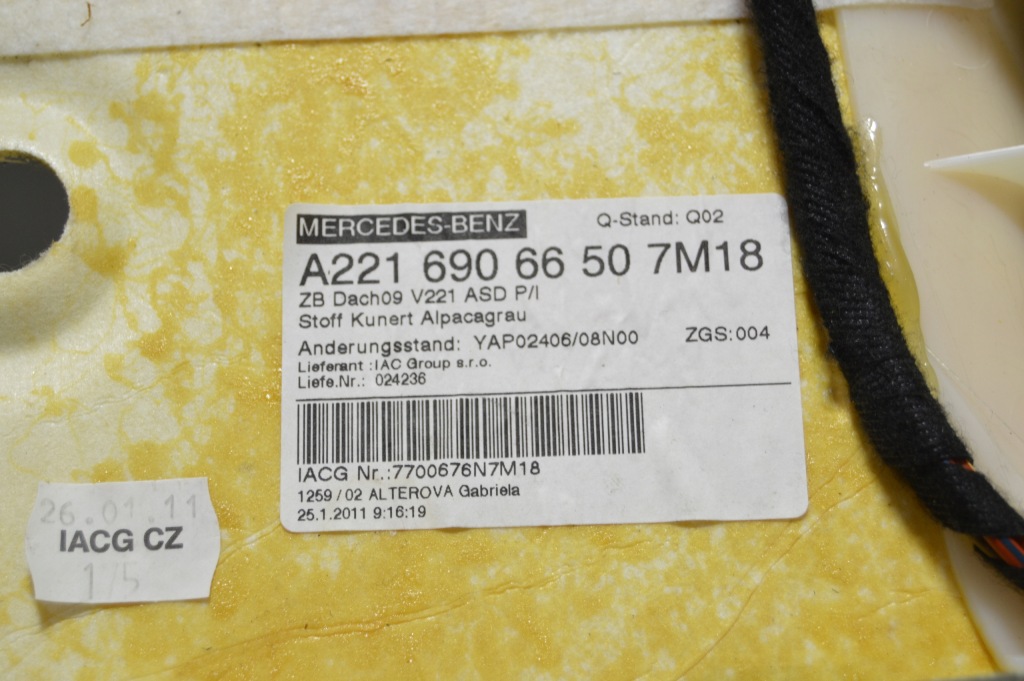 MERCEDES-BENZ Q-Stand: Q02
A221 690 66 50 7M18
ZB Dach09 V221 ASD P/I
Stoff Kunert Alpacagrau
Anderungsstand: YAP02406/08N00 ZGS:004
Lieferant :IAC Group s.r.o.
Liefe.Nr.: 024236
IACG Nr.:7700676N7M18
1259 / 02 ALTEROVA Gabriela
25.1.2011 9:16:19
26.01.11
IACG CZ
1/5